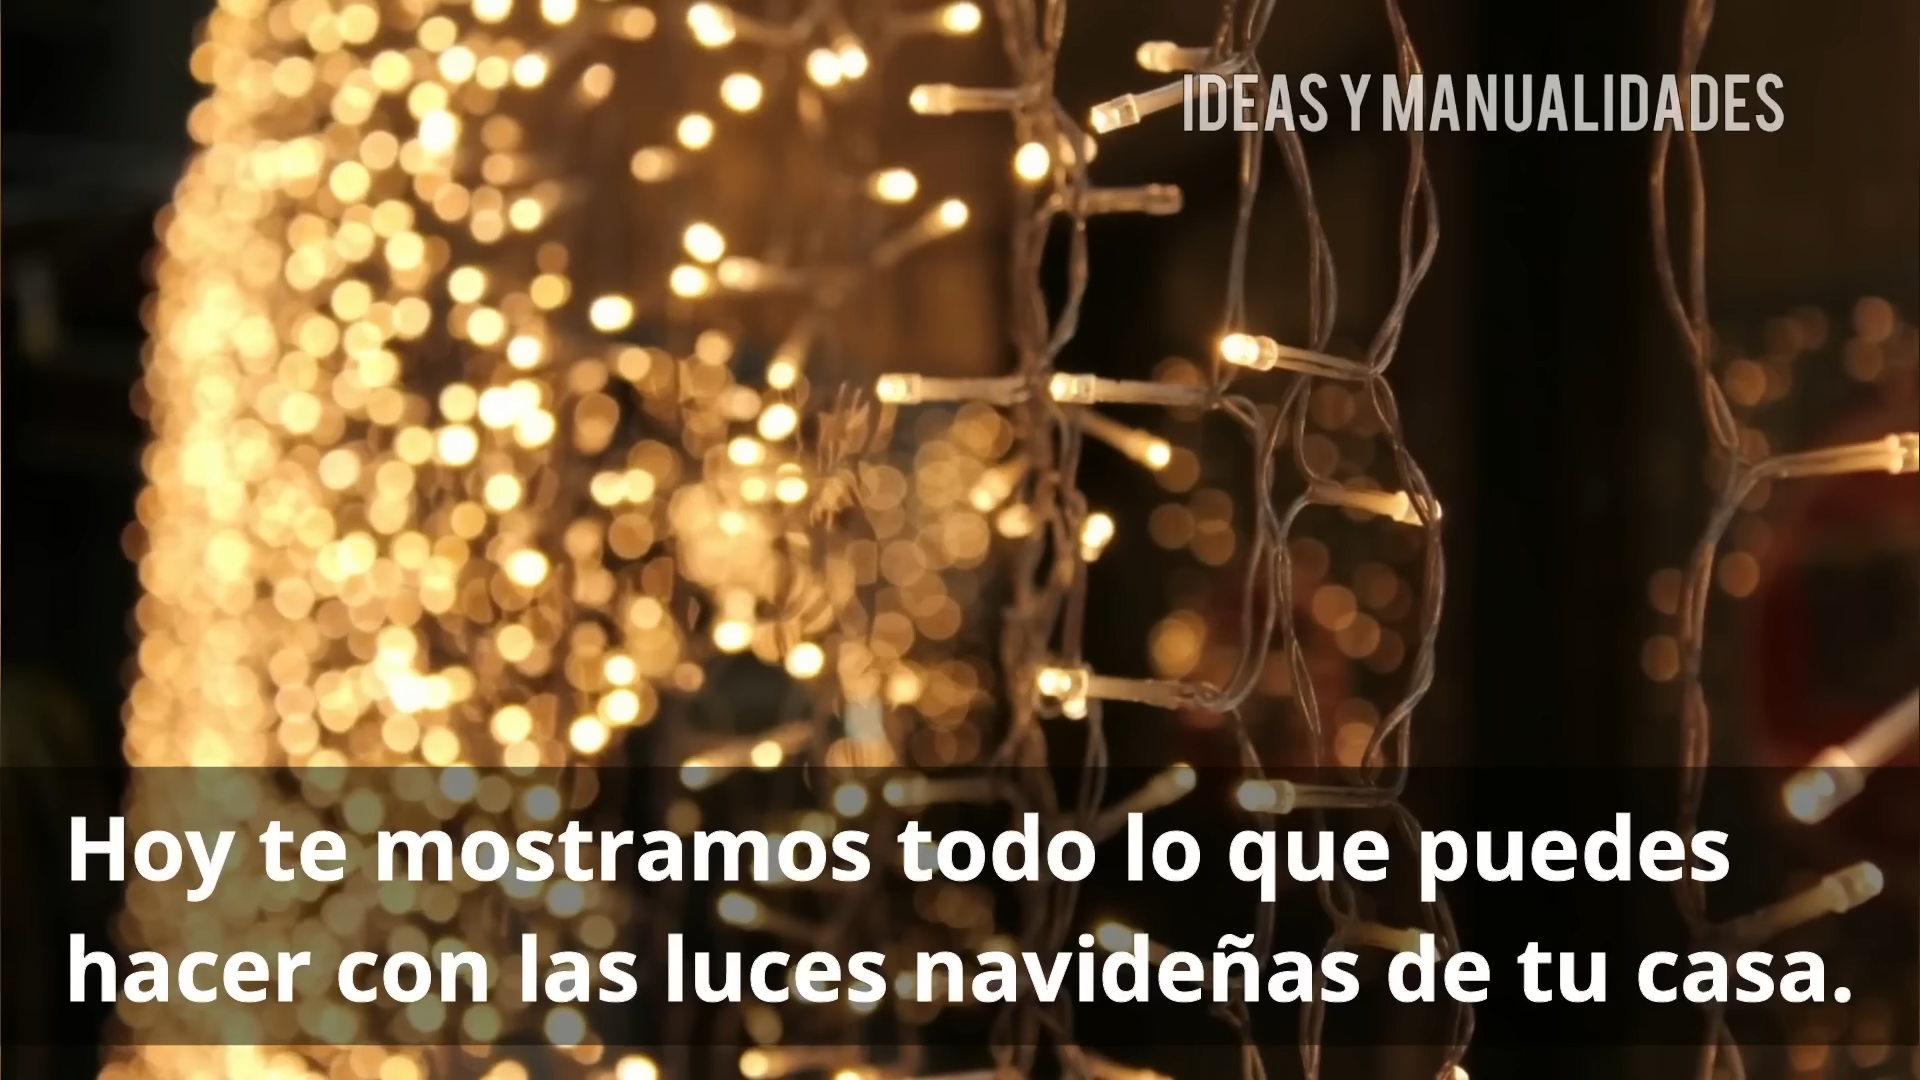 IDEAS Y MANUALIDADES
Hoy te mostramos todo lo que puedes
hacer con las luces navideñas de tu casa.